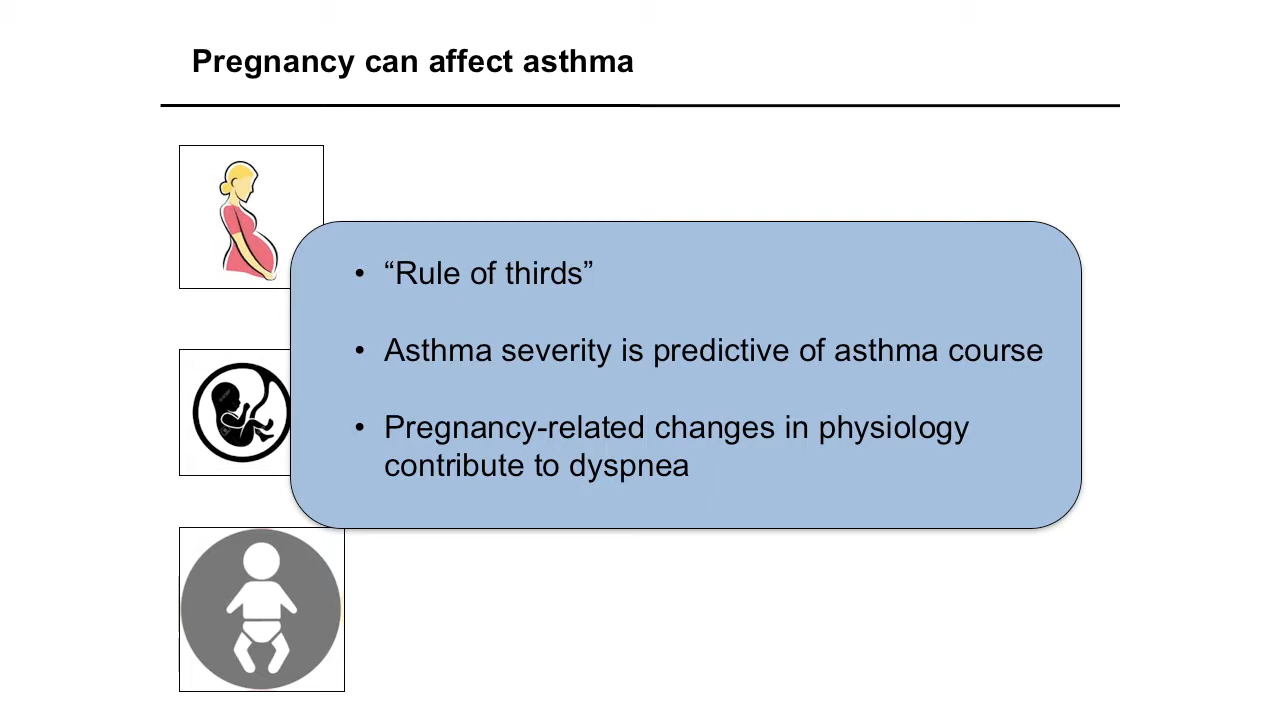 Pregnancy can affect asthma
• “Rule of thirds”
• Asthma severity is predictive of asthma course
• Pregnancy-related changes in physiology
contribute to dyspnea